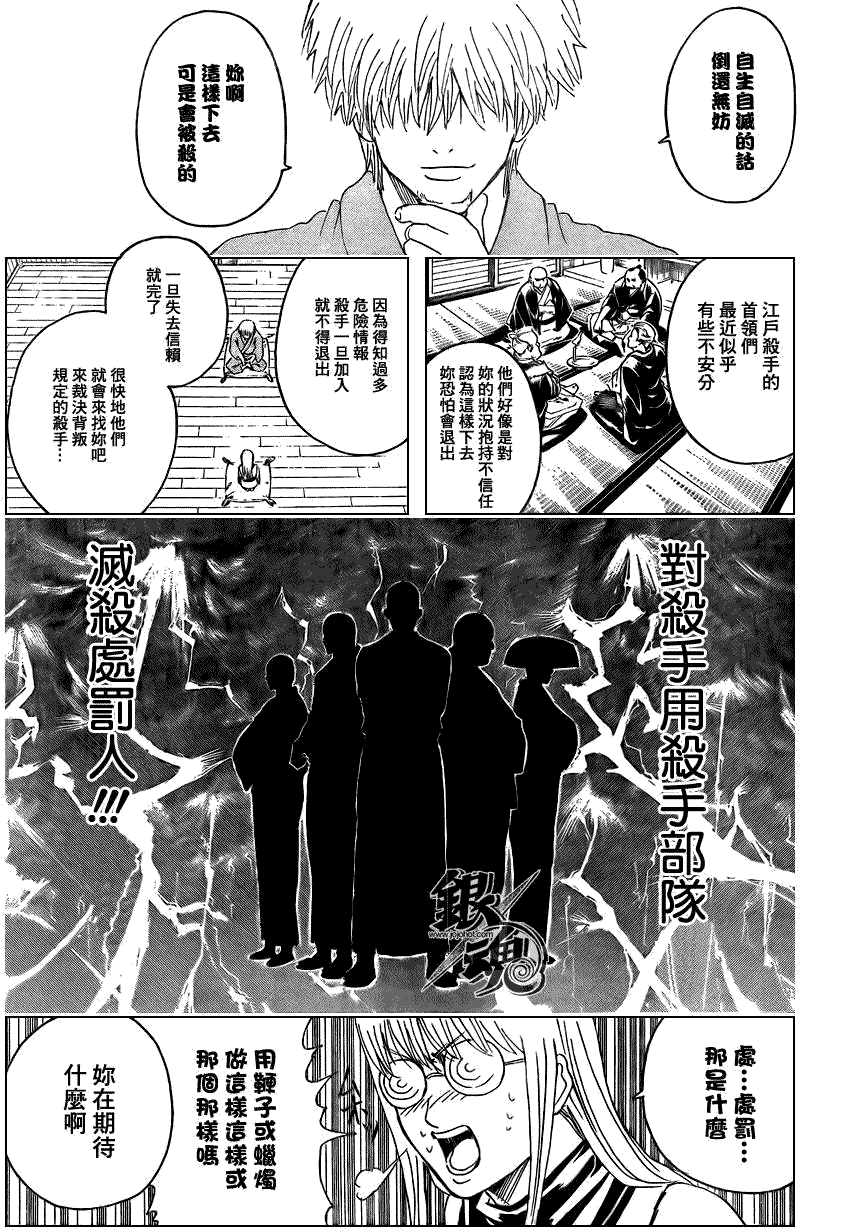 自生自滅的話
倒還無妨
妳啊
這樣下去
可是會被殺的
江戶殺手的
首領們
最近似乎
有些不安分
他們好像是對
妳的狀況抱持不信任
認為這樣下去
妳恐怕會退出
因為得知過多
危險情報
殺手一旦加入
就不得退出
一旦失去信賴
就完了
很快地他們
就會來找妳吧
來裁決背叛
規定的殺手…
對殺手用殺手部隊
滅殺處罰人!!!
銀魂
www.jojohot.com
處…處罰…
那是什麼
用鞭子或蠟燭
做這樣這樣或
那個那樣嗎
妳在期待
什麼啊